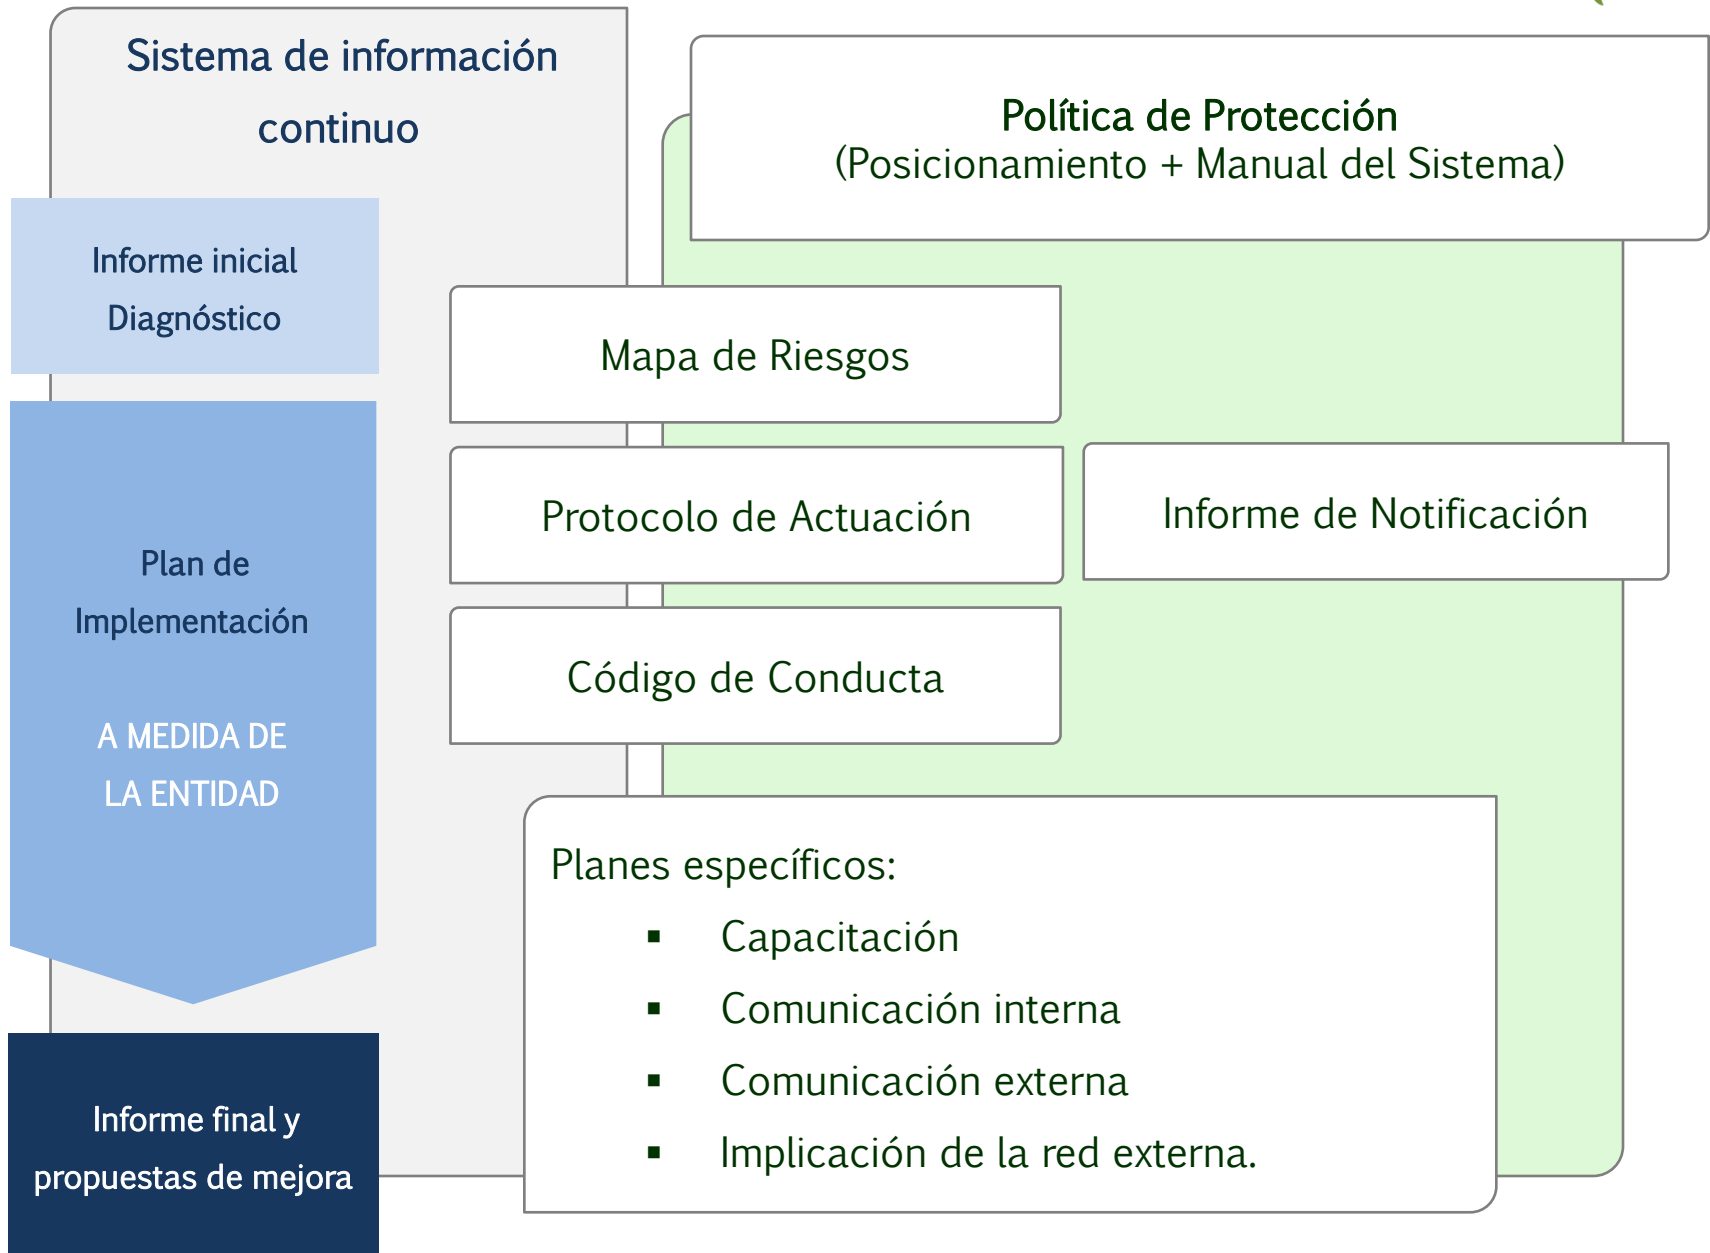 Sistema de información
continuo
Política de Protección
(Posicionamiento + Manual del Sistema)
Informe inicial
Diagnóstico
Mapa de Riesgos
Protocolo de Actuación
Informe de Notificación
Código de Conducta
Plan de
Implementación
A MEDIDA DE
LA ENTIDAD
Planes específicos:
▪ Capacitación
▪ Comunicación interna
▪ Comunicación externa
▪ Implicación de la red externa.
Informe final y
propuestas de mejora